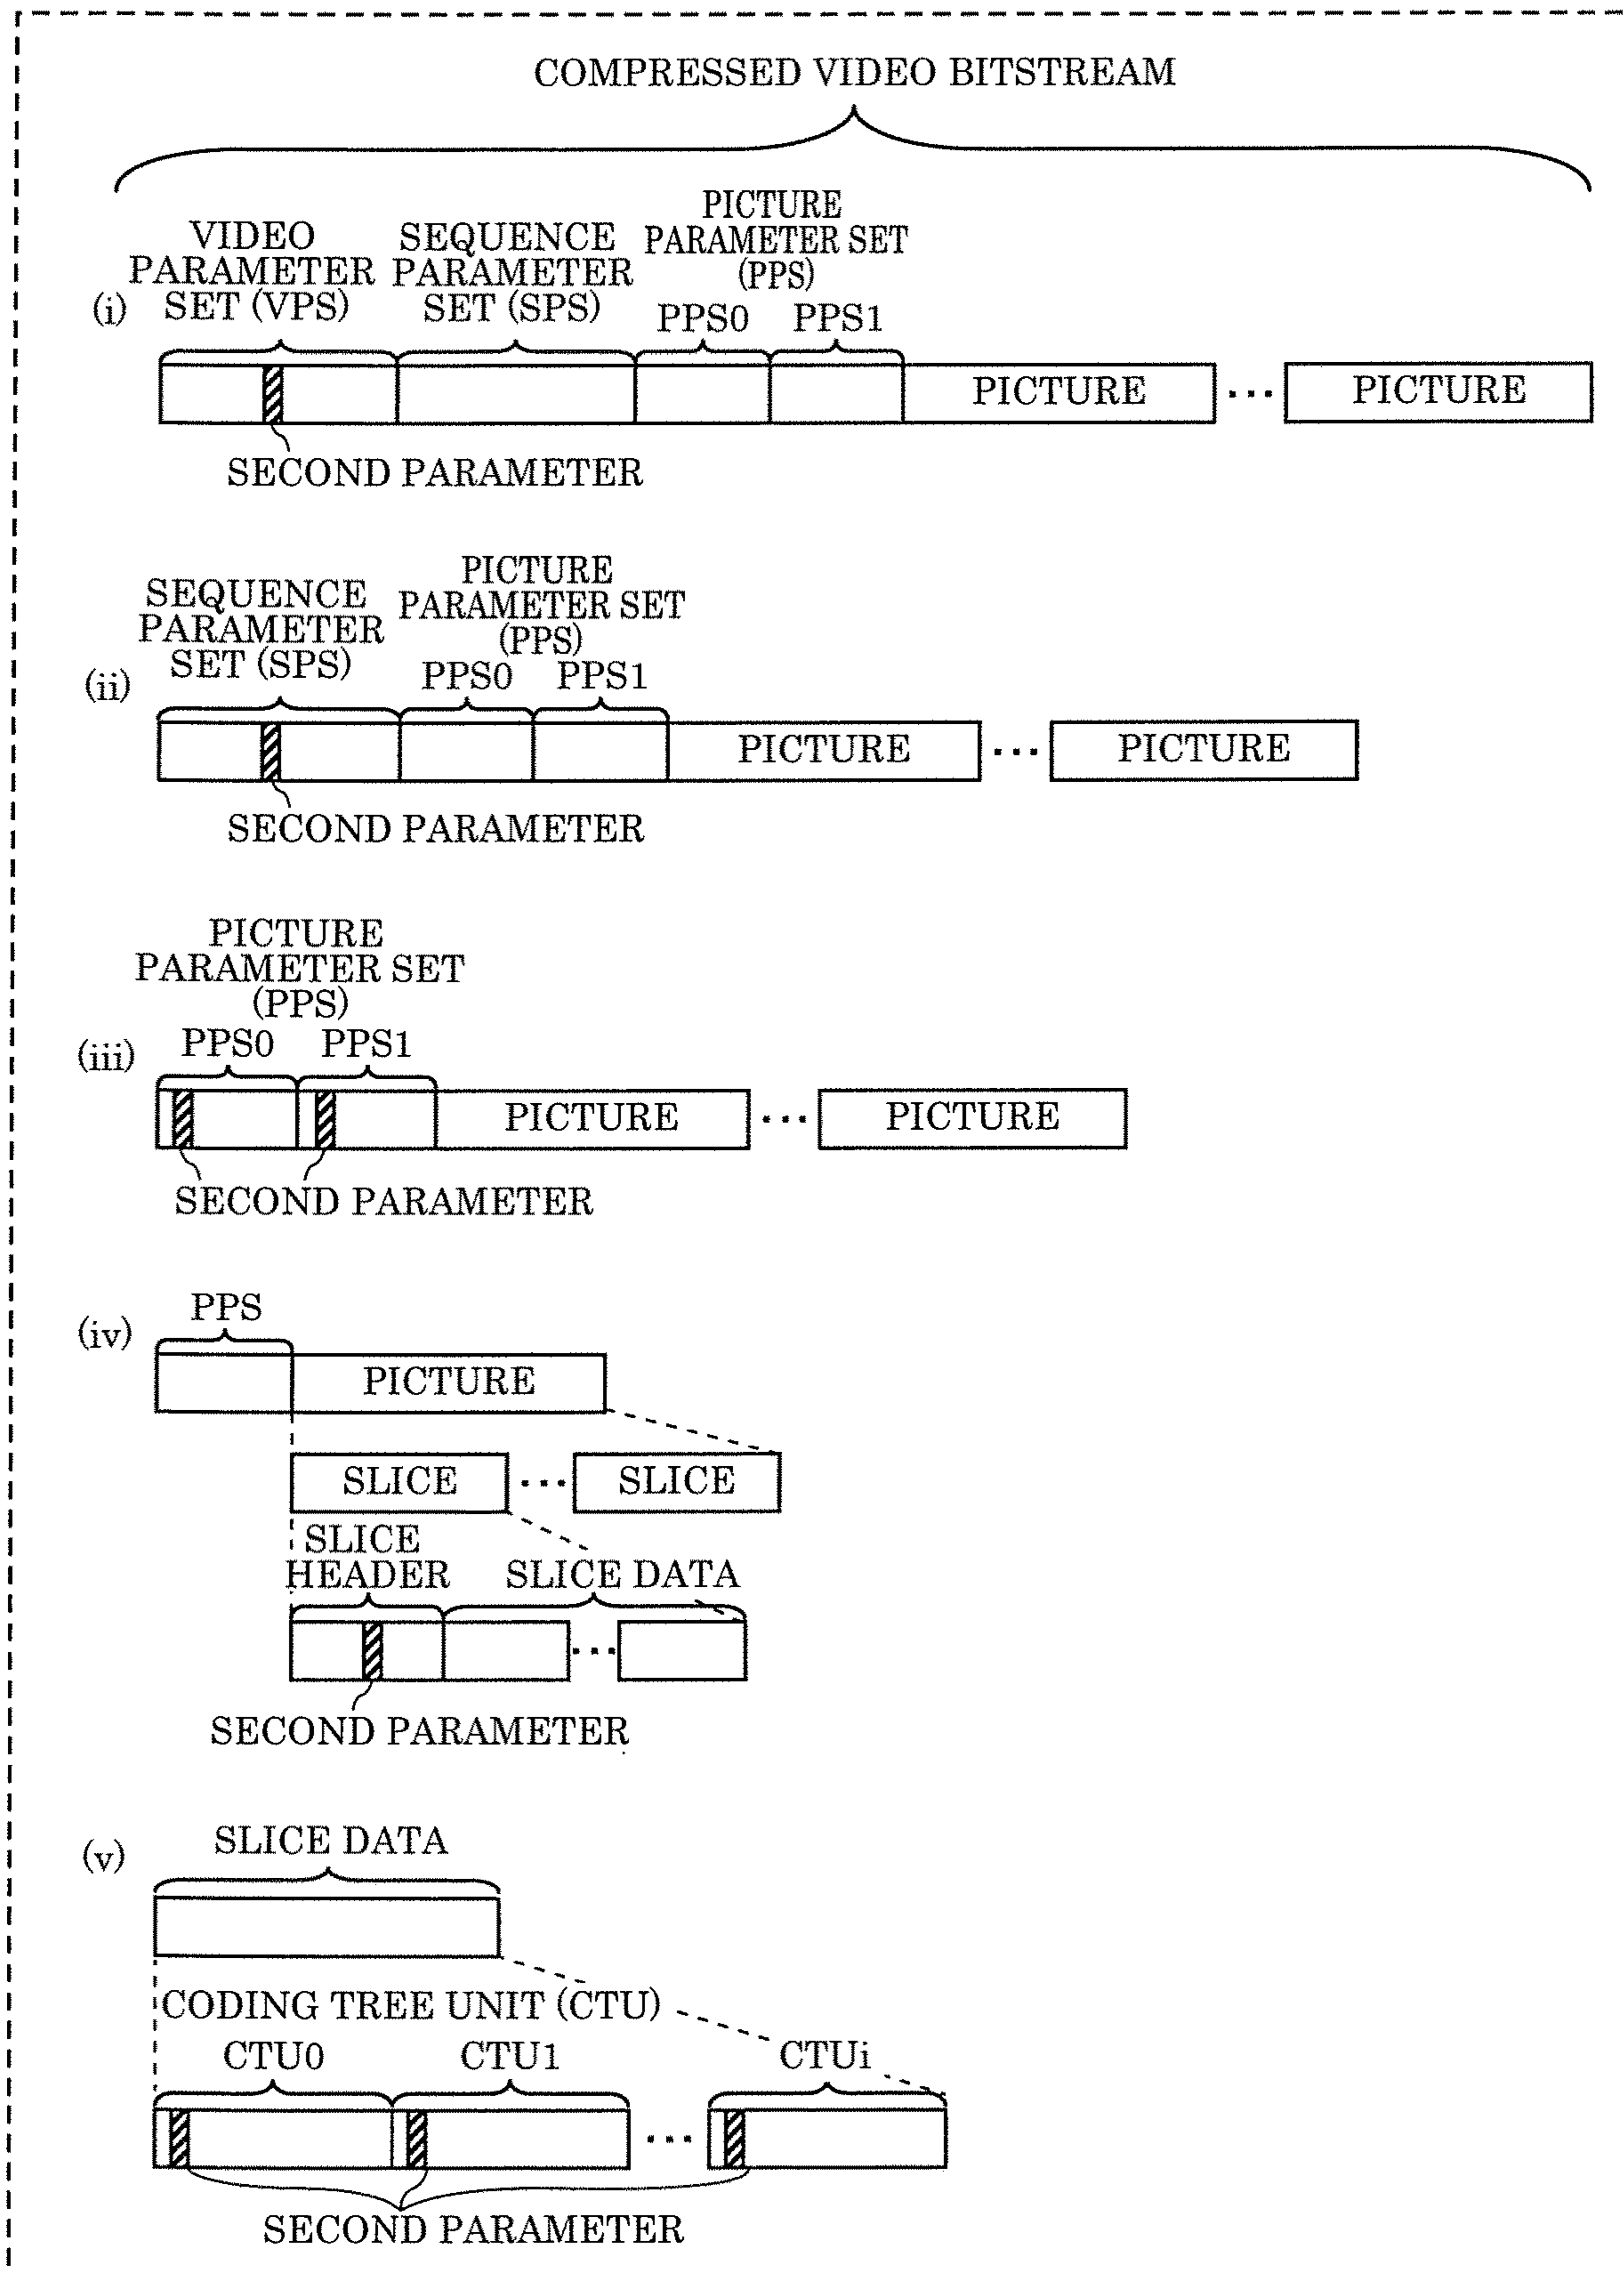 COMPRESSED VIDEO BITSTREAM
(i)
VIDEO
PARAMETER
SET (VPS)
SEQUENCE
PARAMETER
SET (SPS)
PICTURE
PARAMETER SET
(PPS)
PPS0 PPS1
PICTURE ... PICTURE
SECOND PARAMETER
(ii)
SEQUENCE
PARAMETER
SET (SPS)
PICTURE
PARAMETER SET
(PPS)
PPS0 PPS1
PICTURE ... PICTURE
SECOND PARAMETER
(iii)
PICTURE
PARAMETER SET
(PPS)
PPS0 PPS1
PICTURE ... PICTURE
SECOND PARAMETER
(iv)
PPS
PICTURE
SLICE ... SLICE
SLICE
HEADER
SLICE DATA
...
SECOND PARAMETER
(v)
SLICE DATA
CODING TREE UNIT (CTU)
CTU0 CTU1 CTUi
...
SECOND PARAMETER